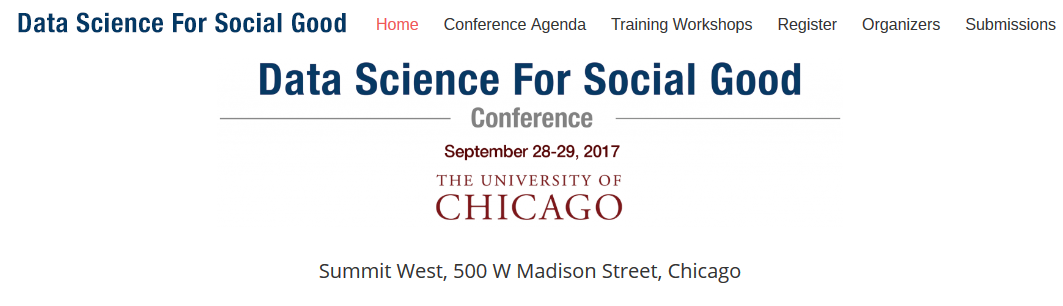 Data Science For Social Good Home Conference Agenda Training Workshops Register Organizers Submissions
Data Science For Social Good
Conference
September 28-29, 2017
THE UNIVERSITY OF
CHICAGO
Summit West, 500 W Madison Street, Chicago